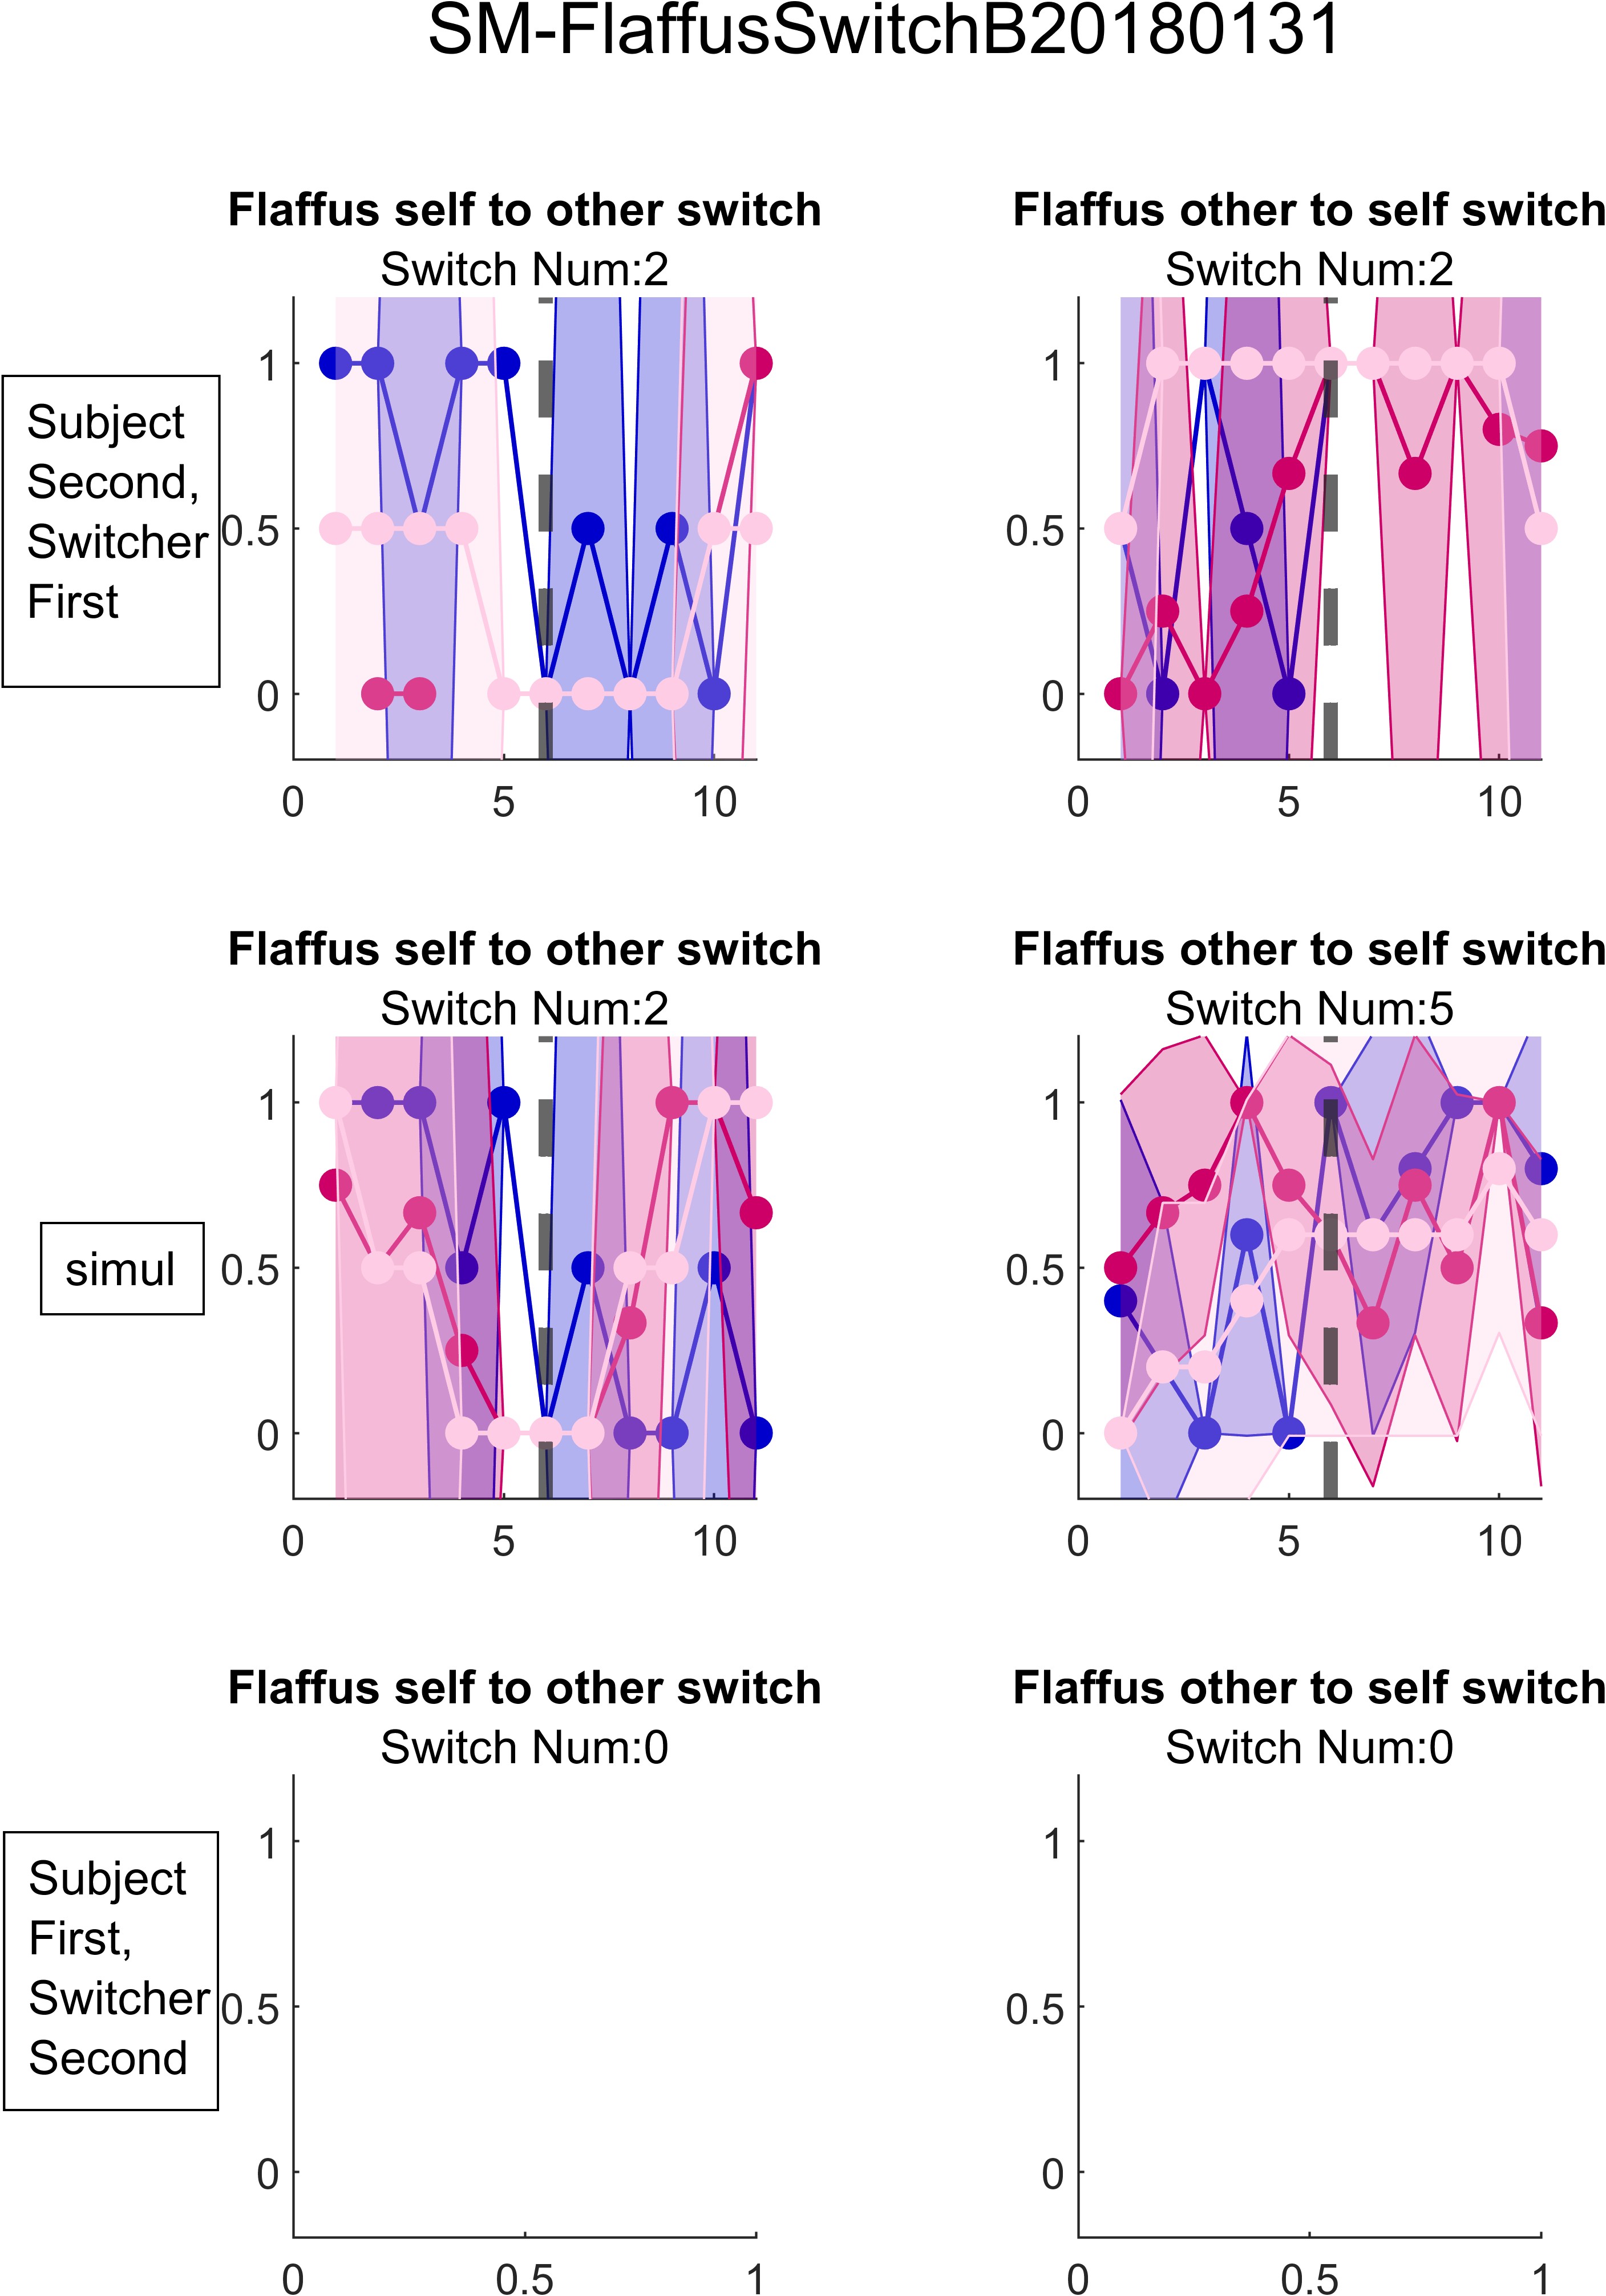 SM-FlaffusSwitchB20180131
Flaffus self to other switch
Switch Num:2
Flaffus other to self switch
Switch Num:2
Subject
Second,
Switcher
First
1
0.5
0
0
5
10
1
0.5
0
0
5
10
Flaffus self to other switch
Switch Num:2
Flaffus other to self switch
Switch Num:5
simul
1
0.5
0
0
5
10
1
0.5
0
0
5
10
Flaffus self to other switch
Switch Num:0
Flaffus other to self switch
Switch Num:0
Subject
First,
Switcher
Second
1
0.5
0
0
0.5
1
1
0.5
0
0
0.5
1